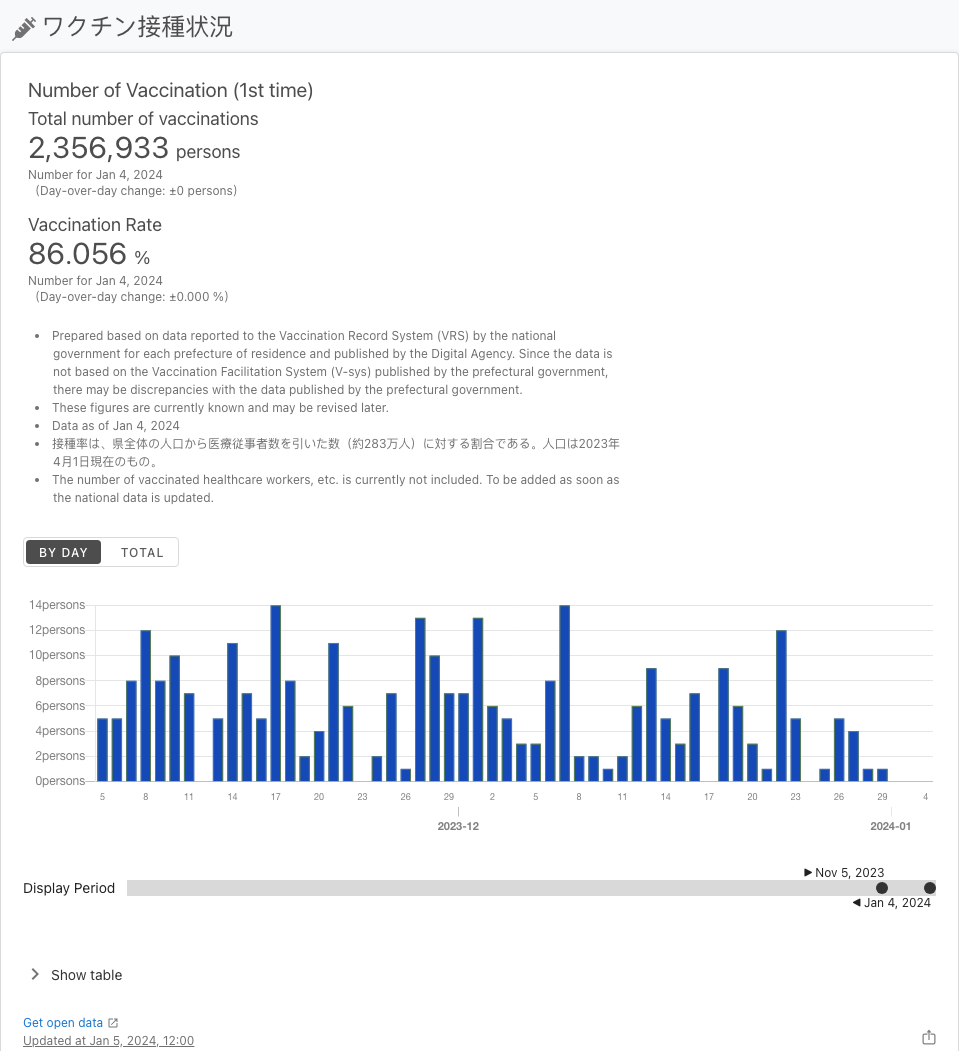 ワクチン接種状況
Number of Vaccination (1st time)
Total number of vaccinations
2,356,933 persons
Number for Jan 4, 2024
(Day-over-day change: ±0 persons)
Vaccination Rate
86.056 %
Number for Jan 4, 2024
(Day-over-day change: ±0.000 %)
• Prepared based on data reported to the Vaccination Record System (VRS) by the national
government for each prefecture of residence and published by the Digital Agency. Since the data is
not based on the Vaccination Facilitation System (V-sys) published by the prefectural government,
there may be discrepancies with the data published by the prefectural government.
• These figures are currently known and may be revised later.
• Data as of Jan 4, 2024
• 接種率は、県全体の人口から医療従事者数を引いた数（約283万人）に対する割合である。人口は2023年
4月1日現在のもの。
• The number of vaccinated healthcare workers, etc. is currently not included. To be added as soon as
the national data is updated.
BY DAY TOTAL
14persons
12persons
10persons
8persons
6persons
4persons
2persons
0persons
5 8 11 14 17 20 23 26 29 2 5 8 11 14 17 20 23 26 29 4
2023-12 2024-01
Nov 5, 2023
Display Period
Jan 4, 2024
Show table
Get open data
Updated at Jan 5, 2024, 12:00